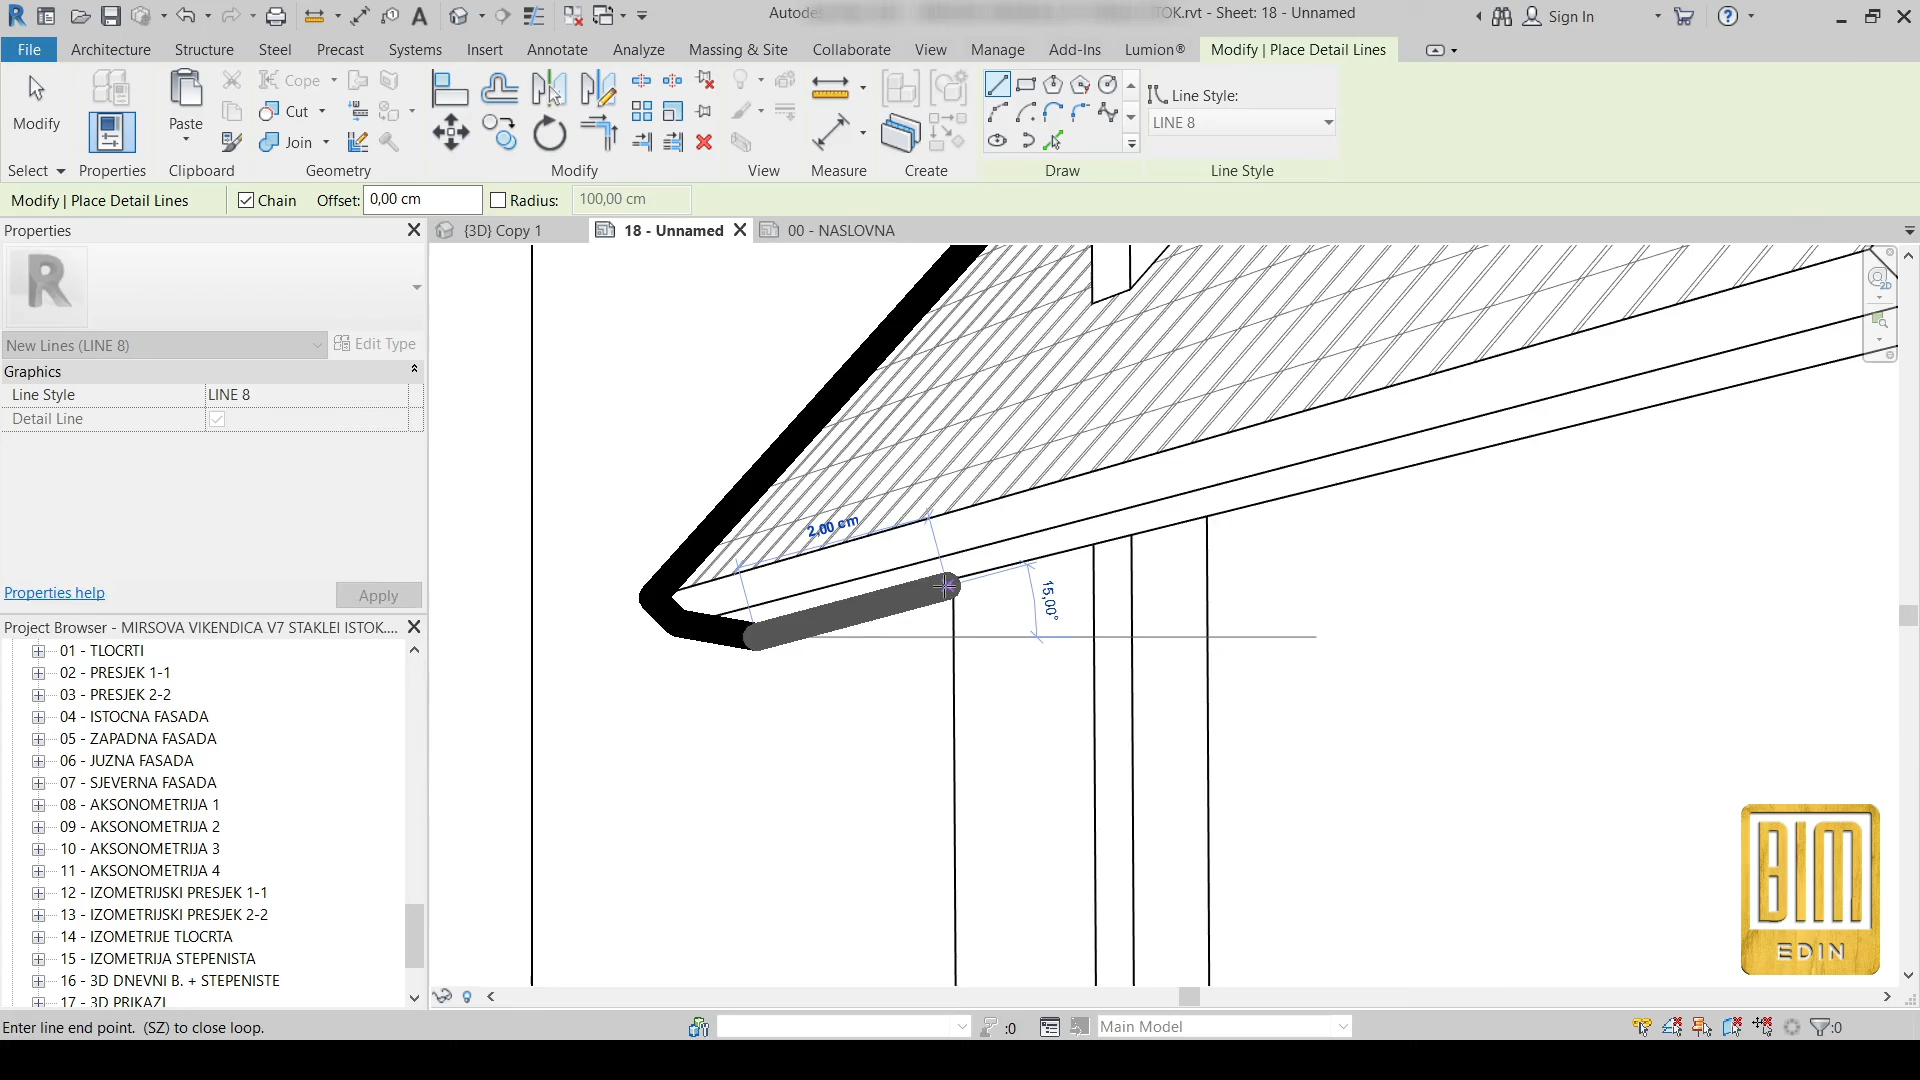 Autodes
TOK.rvt - Sheet: 18 - Unnamed
Sign In
File
Architecture
Structure
Steel
Precast
Systems
Insert
Annotate
Analyze
Massing & Site
Collaborate
View
Manage
Add-Ins
Lumion®
Modify | Place Detail Lines
Modify
Paste
Cope
Cut
Join
Line Style:
LINE 8
Select
Properties
Clipboard
Geometry
Modify
View
Measure
Create
Draw
Line Style
Modify | Place Detail Lines
Chain
Offset:
0,00 cm
Radius:
100,00 cm
Properties
{3D} Copy 1
18 - Unnamed
00 - NASLOVNA
R
2D
New Lines (LINE 8)
Edit Type
Graphics
Line Style
LINE 8
Detail Line
2,00 cm
15,00°
Properties help
Apply
Project Browser - MIRSOVA VIKENDICA V7 STAKLEI ISTOK....
01 - TLOCRTI
02 - PRESJEK 1-1
03 - PRESJEK 2-2
04 - ISTOCNA FASADA
05 - ZAPADNA FASADA
06 - JUZNA FASADA
07 - SJEVERNA FASADA
08 - AKSONOMETRIJA 1
09 - AKSONOMETRIJA 2
10 - AKSONOMETRIJA 3
11 - AKSONOMETRIJA 4
12 - IZOMETRIJSKI PRESJEK 1-1
13 - IZOMETRIJSKI PRESJEK 2-2
14 - IZOMETRIJE TLOCRTA
15 - IZOMETRIJA STEPENISTA
16 - 3D DNEVNI B. + STEPENISTE
17 - 3D PRIKAZI
BIM
EDIN
Enter line end point. (SZ) to close loop.
:0
Main Model
:0